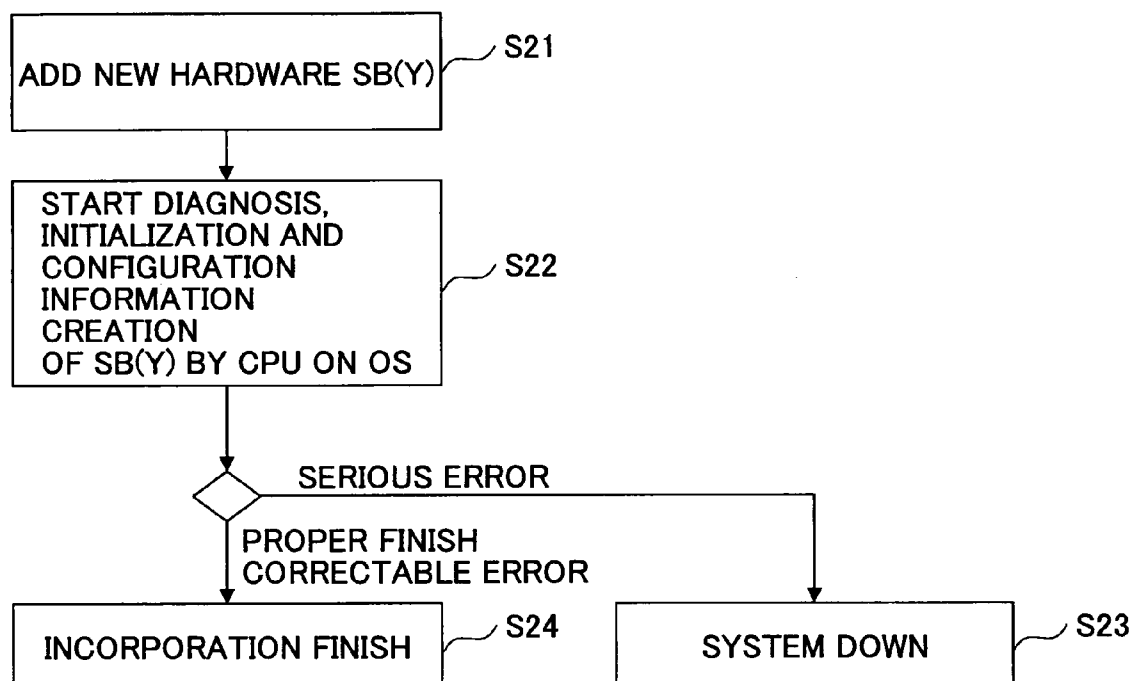 ADD NEW HARDWARE SB(Y)
S21
START DIAGNOSIS,
INITIALIZATION AND
CONFIGURATION
INFORMATION
CREATION
OF SB(Y) BY CPU ON OS
S22
SERIOUS ERROR
PROPER FINISH
CORRECTABLE ERROR
INCORPORATION FINISH
S24
SYSTEM DOWN
S23